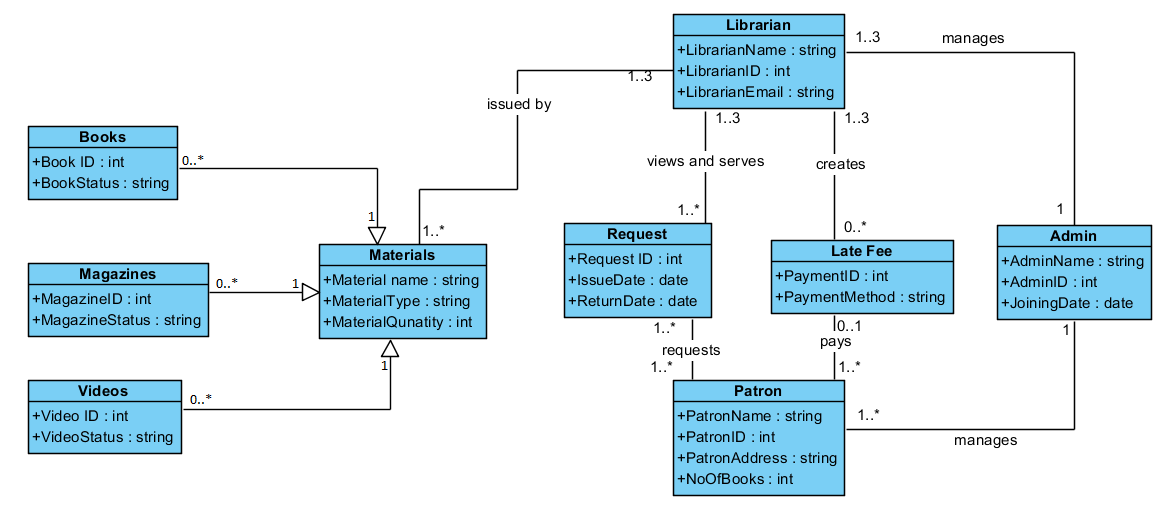 Librarian
+LibrarianName : string
+LibrarianID : int
+LibrarianEmail : string
1..3
manages
1..3
issued by
1..3
1..3
Books
+Book ID : int
+BookStatus : string
0..*
views and serves
creates
1
1..*
1..*
0..*
1
Materials
+Material name : string
+MaterialType : string
+MaterialQunatity : int
Request
+Request ID : int
+IssueDate : date
+ReturnDate : date
Late Fee
+PaymentID : int
+PaymentMethod : string
Admin
+AdminName : string
+AdminID : int
+JoiningDate : date
Magazines
+MagazineID : int
+MagazineStatus : string
0..*
1
1..*
requests
1..*
0..1
pays
1..*
1
1
Videos
+Video ID : int
+VideoStatus : string
0..*
Patron
+PatronName : string
+PatronID : int
+PatronAddress : string
+NoOfBooks : int
1..*
manages